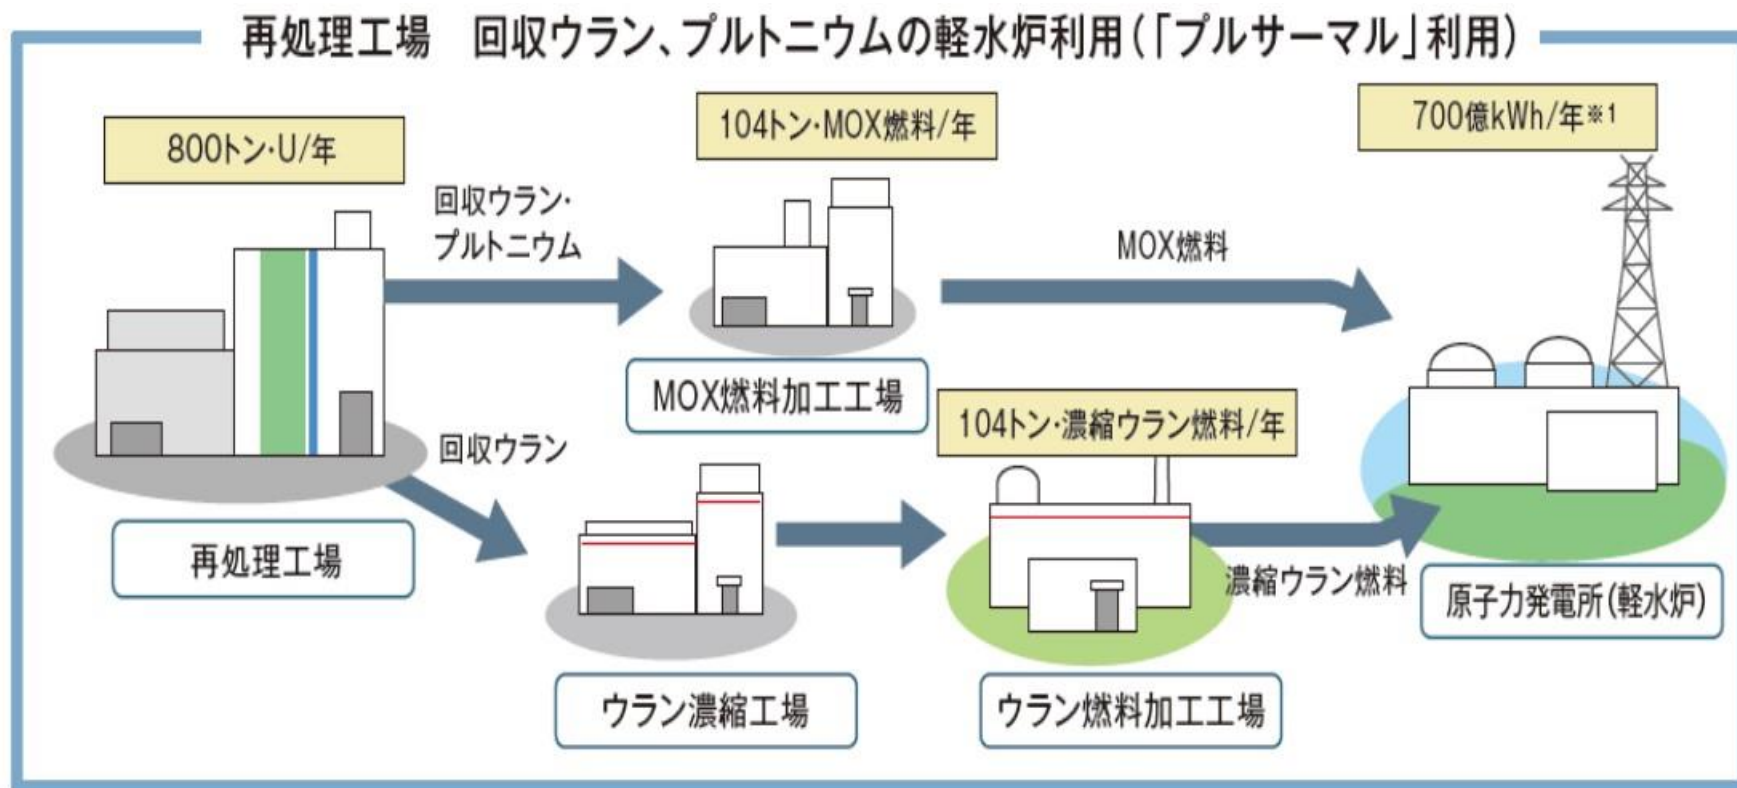 再処理工場　回収ウラン、プルトニウムの軽水炉利用(「プルサーマル」利用)
800トン・U/年
104トン・MOX燃料/年
700億kWh/年※1
回収ウラン・
プルトニウム
MOX燃料
MOX燃料加工工場
回収ウラン
104トン・濃縮ウラン燃料/年
再処理工場
濃縮ウラン燃料
原子力発電所(軽水炉)
ウラン濃縮工場
ウラン燃料加工工場